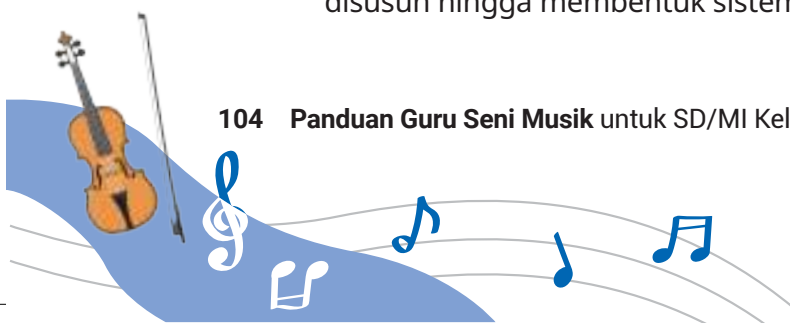 disusun hingga membentuk sistem
104 Panduan Guru Seni Musik untuk SD/MI Kel